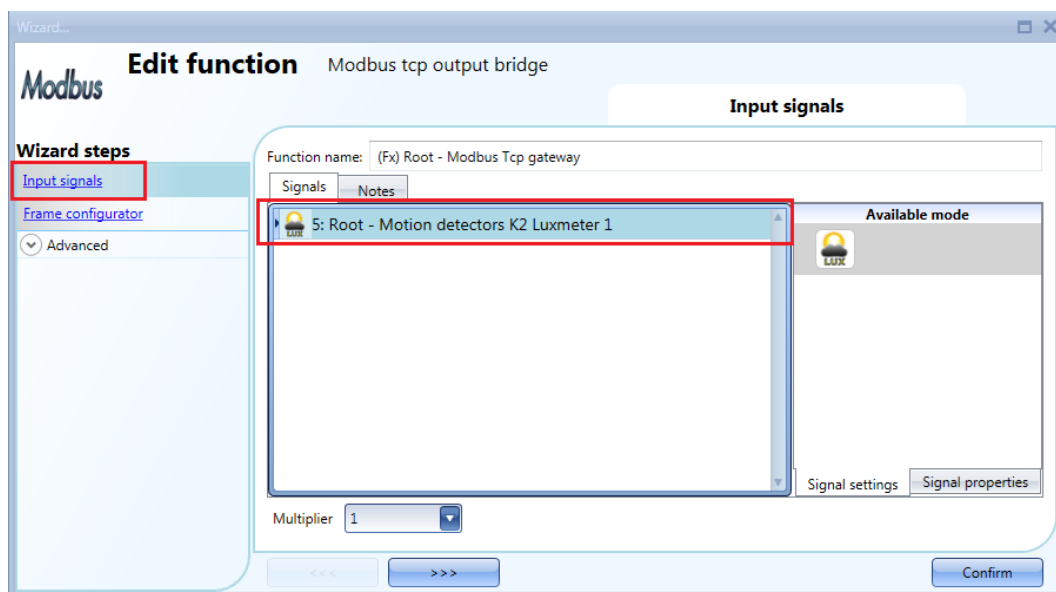 Wizard...
Modbus
Edit function Modbus tcp output bridge
Input signals
Wizard steps
Input signals
Frame configurator
Advanced
Function name: (Fx) Root - Modbus Tcp gateway
Signals Notes
LUX 5: Root - Motion detectors K2 Luxmeter 1
Available mode
LUX
Signal settings Signal properties
Multiplier 1
<<< >>> Confirm